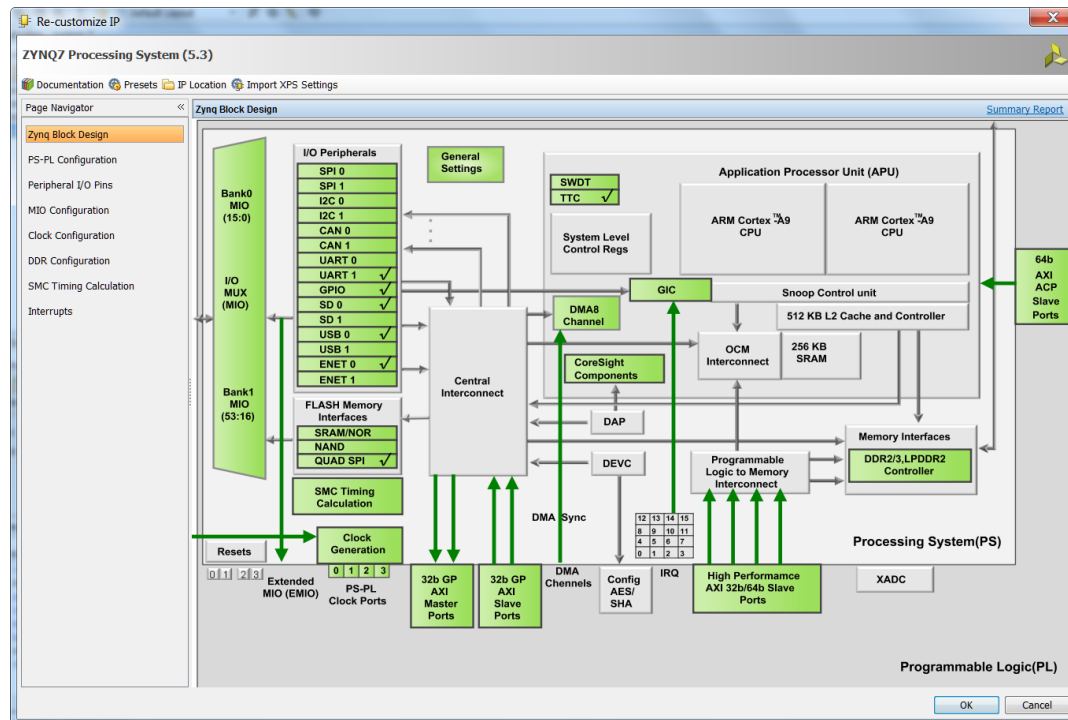 Re-customize IP
ZYNQ7 Processing System (5.3)
Documentation Presets IP Location Import XPS Settings
Page Navigator «
Zynq Block Design
PS-PL Configuration
Peripheral I/O Pins
MIO Configuration
Clock Configuration
DDR Configuration
SMC Timing Calculation
Interrupts
Zynq Block Design
Summary Report
Bank0
MIO
(15:0)
I/O
MUX
(MIO)
Bank1
MIO
(53:16)
I/O Peripherals
SPI 0
SPI 1
I2C 0
I2C 1
CAN 0
CAN 1
UART 0
UART 1 ✓
GPIO ✓
SD 0 ✓
SD 1
USB 0 ✓
USB 1
ENET 0 ✓
ENET 1
FLASH Memory
Interfaces
SRAM/NOR
NAND
QUAD SPI ✓
SMC Timing
Calculation
General
Settings
Application Processor Unit (APU)
SWDT
TTC ✓
System Level
Control Regs
ARM Cortex™-A9
CPU
ARM Cortex™-A9
CPU
GIC
Snoop Control unit
512 KB L2 Cache and Controller
DMA8
Channel
OCM
Interconnect
256 KB
SRAM
CoreSight
Components
Central
Interconnect
DAP
DEVC
Programmable
Logic to Memory
Interconnect
Memory Interfaces
DDR2/3,LPDDR2
Controller
64b
AXI
ACP
Slave
Ports
DMA Sync
12 13 14 15
8 9 10 11
4 5 6 7
0 1 2 3
Processing System(PS)
Resets
0 1 2 3
Clock
Generation
0 1 2 3
Extended
MIO (EMIO)
PS-PL
Clock Ports
32b GP
AXI
Master
Ports
32b GP
AXI
Slave
Ports
DMA
Channels
Config
AES/
SHA
IRQ
High Performamce
AXI 32b/64b Slave
Ports
XADC
Programmable Logic(PL)
OK
Cancel